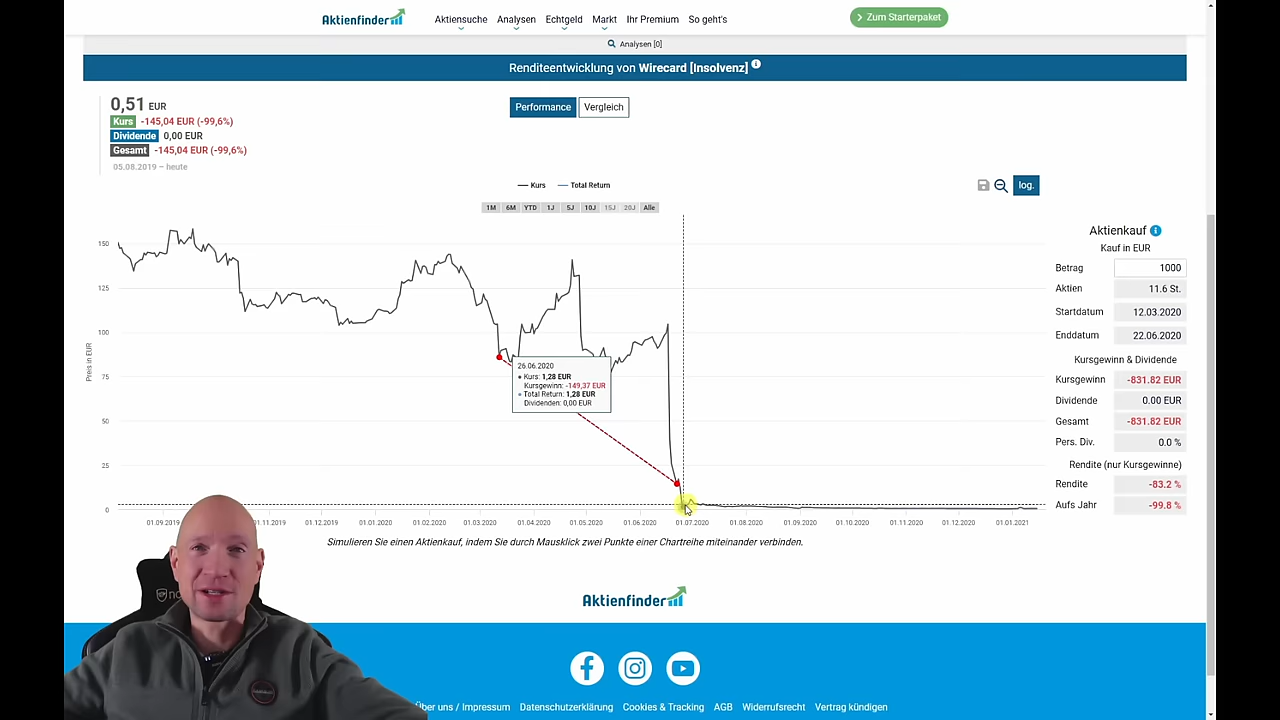 Aktienfinder
Aktiensuche Analysen Echtgeld Markt Ihr Premium So geht's
Zum Starterpaket
Analysen [0]
Renditeentwicklung von Wirecard [Insolvenz] i
0,51 EUR
Kurs -145,04 EUR (-99,6%)
Dividende 0,00 EUR
Gesamt -145,04 EUR (-99,6%)
05.08.2019 – heute
Performance Vergleich
Kurs Total Return
log.
1M 6M YTD 1J 5J 10J 15J 20J Alle
Preis in EUR
150
125
100
75
50
25
0
26.06.2020
Kurs: 1,28 EUR
Kursgewinn: -149,37 EUR
Total Return: 1,28 EUR
Dividenden: 0,00 EUR
01.09.2019 01.11.2019 01.12.2019 01.01.2020 01.02.2020 01.03.2020 01.04.2020 01.05.2020 01.06.2020 01.07.2020 01.08.2020 01.09.2020 01.10.2020 01.11.2020 01.12.2020 01.01.2021
Simulieren Sie einen Aktienkauf, indem Sie durch Mausklick zwei Punkte einer Chartreihe miteinander verbinden.
Aktienkauf i
Kauf in EUR
Betrag 1000
Aktien 11.6 St.
Startdatum 12.03.2020
Enddatum 22.06.2020
Kursgewinn & Dividende
Kursgewinn -831.82 EUR
Dividende 0.00 EUR
Gesamt -831.82 EUR
Pers. Div. 0.0 %
Rendite (nur Kursgewinne)
Rendite -83.2 %
Aufs Jahr -99.8 %
Aktienfinder
Über uns / Impressum Datenschutzerklärung Cookies & Tracking AGB Widerrufsrecht Vertrag kündigen